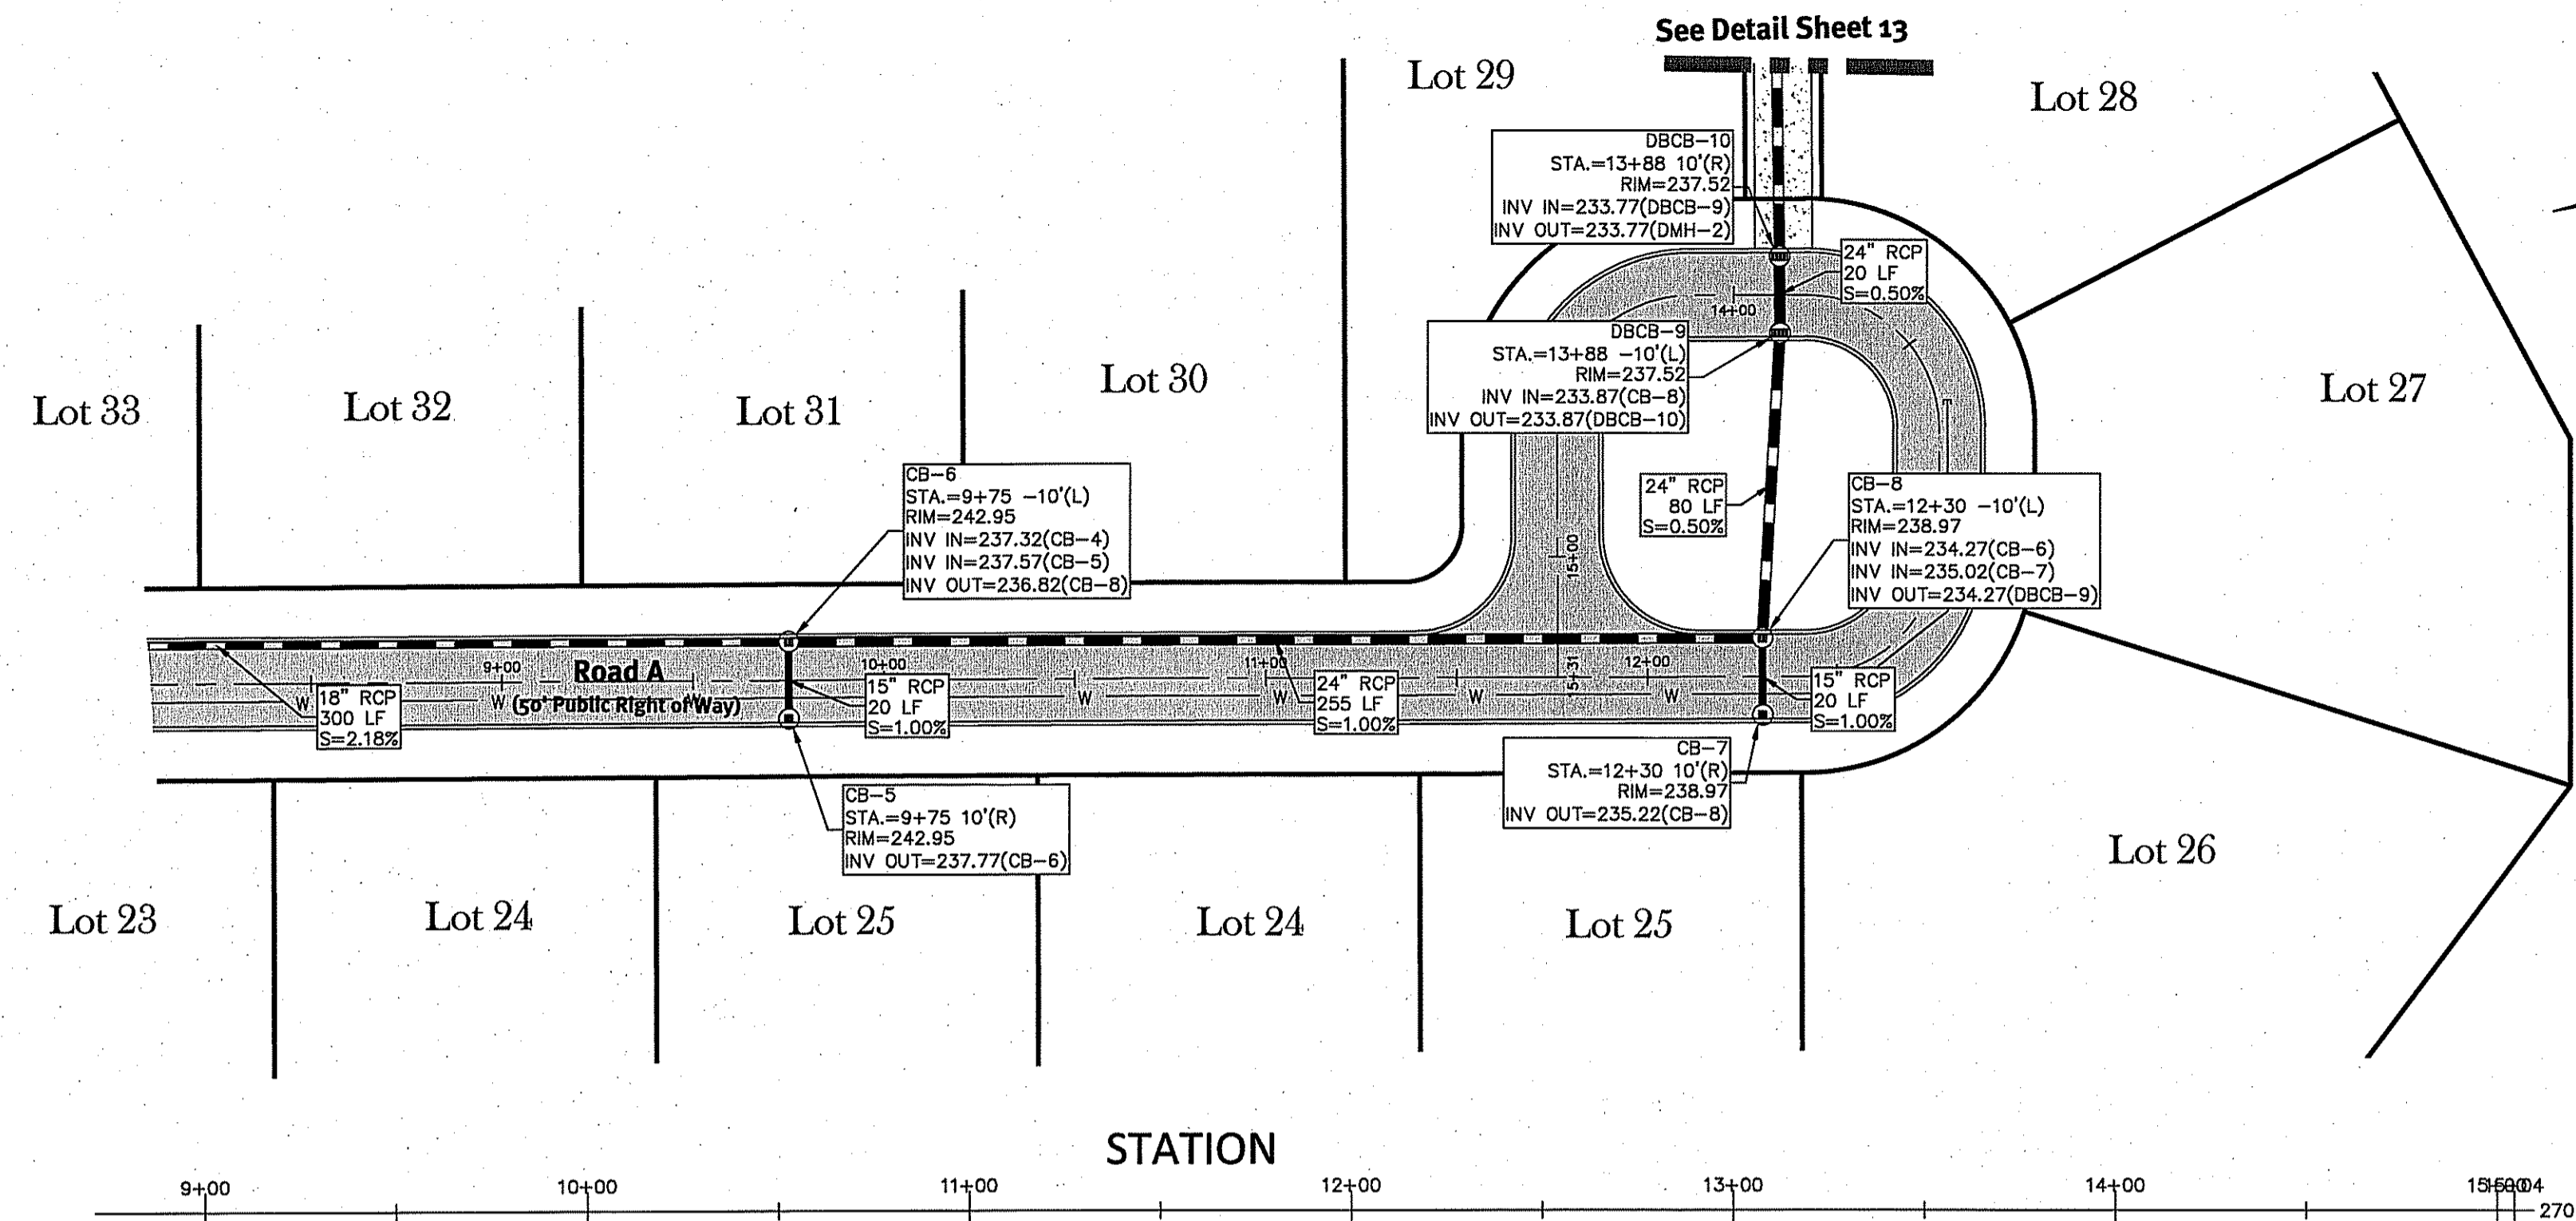 See Detail Sheet 13
Lot 29
Lot 28
DBCB-10
STA.=13+88 10'(R)
RIM=237.52
INV IN=233.77(DBCB-9)
INV OUT=233.77(DMH-2)
24" RCP
20 LF
S=0.50%
14+00
DBCB-9
STA.=13+88 -10'(L)
RIM=237.52
INV IN=233.87(CB-8)
INV OUT=233.87(DBCB-10)
Lot 33
Lot 32
Lot 31
Lot 30
Lot 27
CB-6
STA.=9+75 -10'(L)
RIM=242.95
INV IN=237.32(CB-4)
INV IN=237.57(CB-5)
INV OUT=236.82(CB-8)
24" RCP
80 LF
S=0.50%
CB-8
STA.=12+30 -10'(L)
RIM=238.97
INV IN=234.27(CB-6)
INV IN=235.02(CB-7)
INV OUT=234.27(DBCB-9)
15+00
15+31
9+00
10+00
11+00
12+00
Road A
(50' Public Right of Way)
W
W
W
W
W
W
W
18" RCP
300 LF
S=2.18%
15" RCP
20 LF
S=1.00%
24" RCP
255 LF
S=1.00%
15" RCP
20 LF
S=1.00%
CB-7
STA.=12+30 10'(R)
RIM=238.97
INV OUT=235.22(CB-8)
CB-5
STA.=9+75 10'(R)
RIM=242.95
INV OUT=237.77(CB-6)
Lot 23
Lot 24
Lot 25
Lot 24
Lot 25
Lot 26
STATION
9+00
10+00
11+00
12+00
13+00
14+00
270